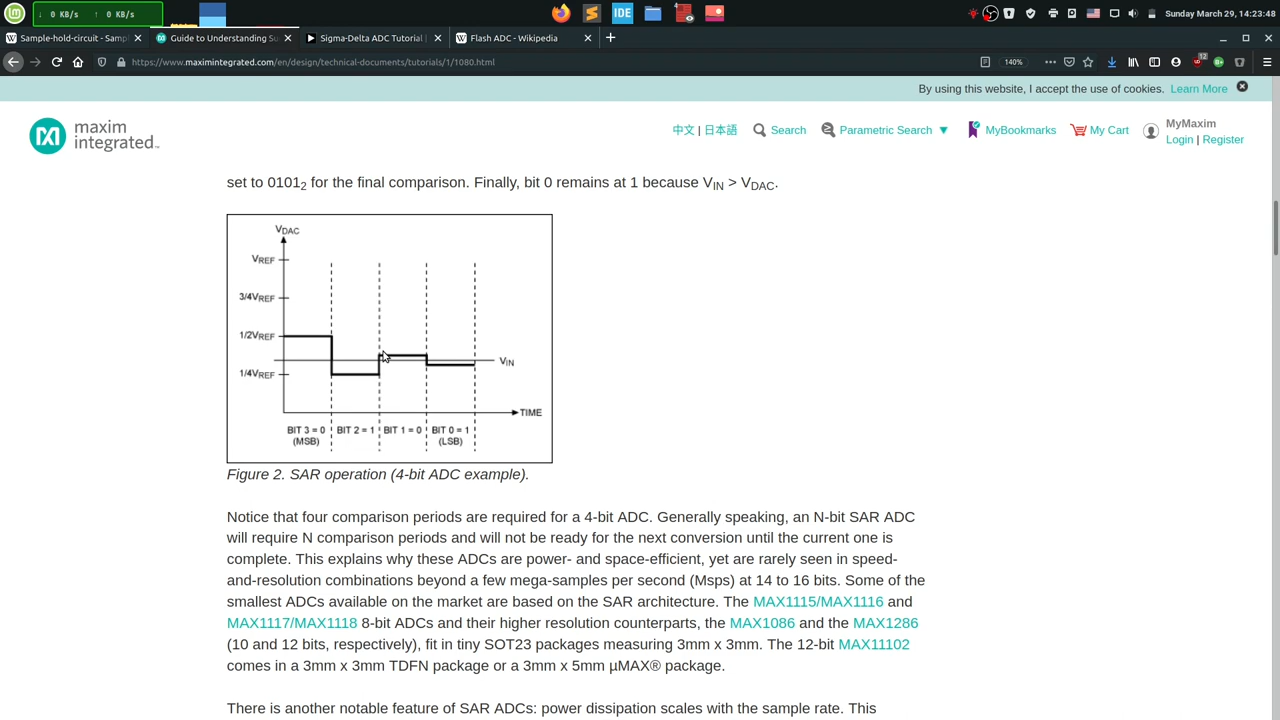 ↓ 0 KB/s ↑ 0 KB/s
IDE
Sunday March 29, 14:23:48
Sample-hold-circuit - Sampl
Guide to Understanding Su
Sigma-Delta ADC Tutorial |
Flash ADC - Wikipedia
https://www.maximintegrated.com/en/design/technical-documents/tutorials/1/1080.html
140%
12
By using this website, I accept the use of cookies. Learn More
maxim
integrated™
中文 | 日本語
Search
Parametric Search
MyBookmarks
My Cart
MyMaxim
Login | Register
set to 0101₂ for the final comparison. Finally, bit 0 remains at 1 because VIN > VDAC.
VDAC
VREF
3/4VREF
1/2VREF
VIN
1/4VREF
TIME
BIT 3 = 0 BIT 2 = 1 BIT 1 = 0 BIT 0 = 1
(MSB) (LSB)
Figure 2. SAR operation (4-bit ADC example).
Notice that four comparison periods are required for a 4-bit ADC. Generally speaking, an N-bit SAR ADC
will require N comparison periods and will not be ready for the next conversion until the current one is
complete. This explains why these ADCs are power- and space-efficient, yet are rarely seen in speed-
and-resolution combinations beyond a few mega-samples per second (Msps) at 14 to 16 bits. Some of the
smallest ADCs available on the market are based on the SAR architecture. The MAX1115/MAX1116 and
MAX1117/MAX1118 8-bit ADCs and their higher resolution counterparts, the MAX1086 and the MAX1286
(10 and 12 bits, respectively), fit in tiny SOT23 packages measuring 3mm x 3mm. The 12-bit MAX11102
comes in a 3mm x 3mm TDFN package or a 3mm x 5mm µMAX® package.
There is another notable feature of SAR ADCs: power dissipation scales with the sample rate. This